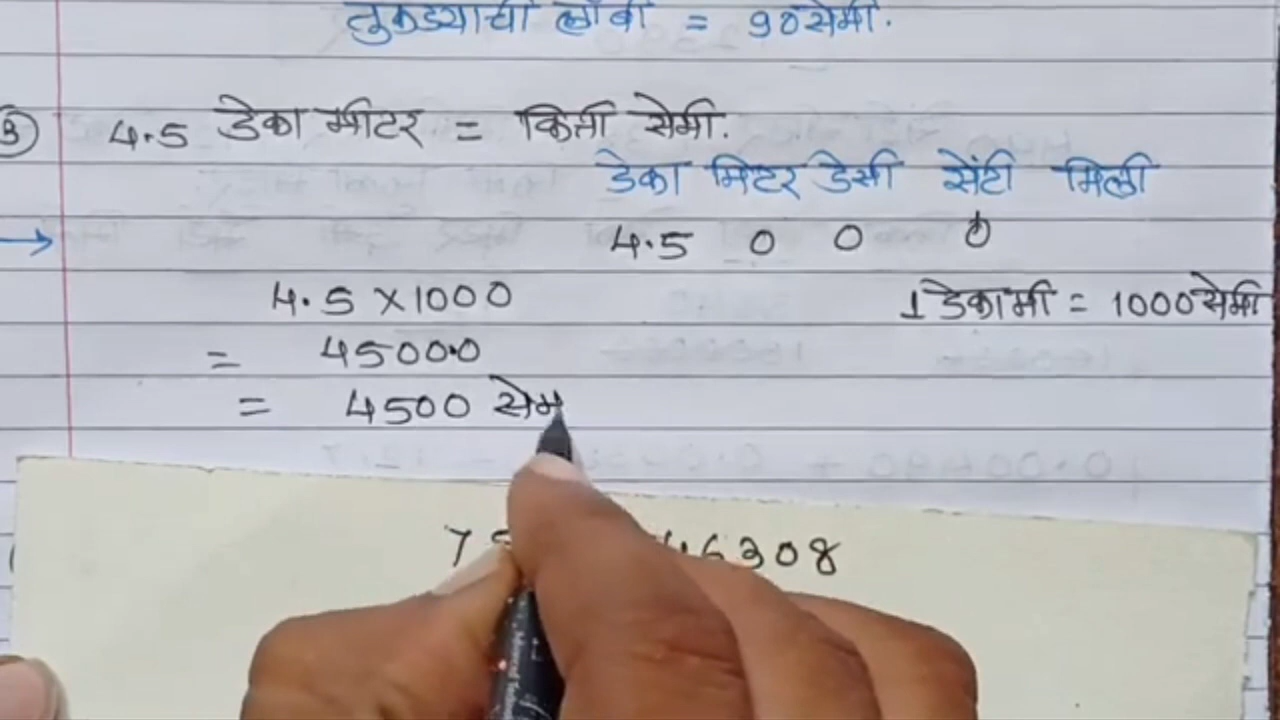 तुकड्याची लांबी = 90 सेमी.
③ 4.5 डेका मीटर = किती सेमी.
डेका मिटर डेसी सेंटी मिली
→ 4.5 0 0 0
4.5 × 1000
1 डेकामी = 1000 सेमी
= 4500.0
= 4500 सेम
46308